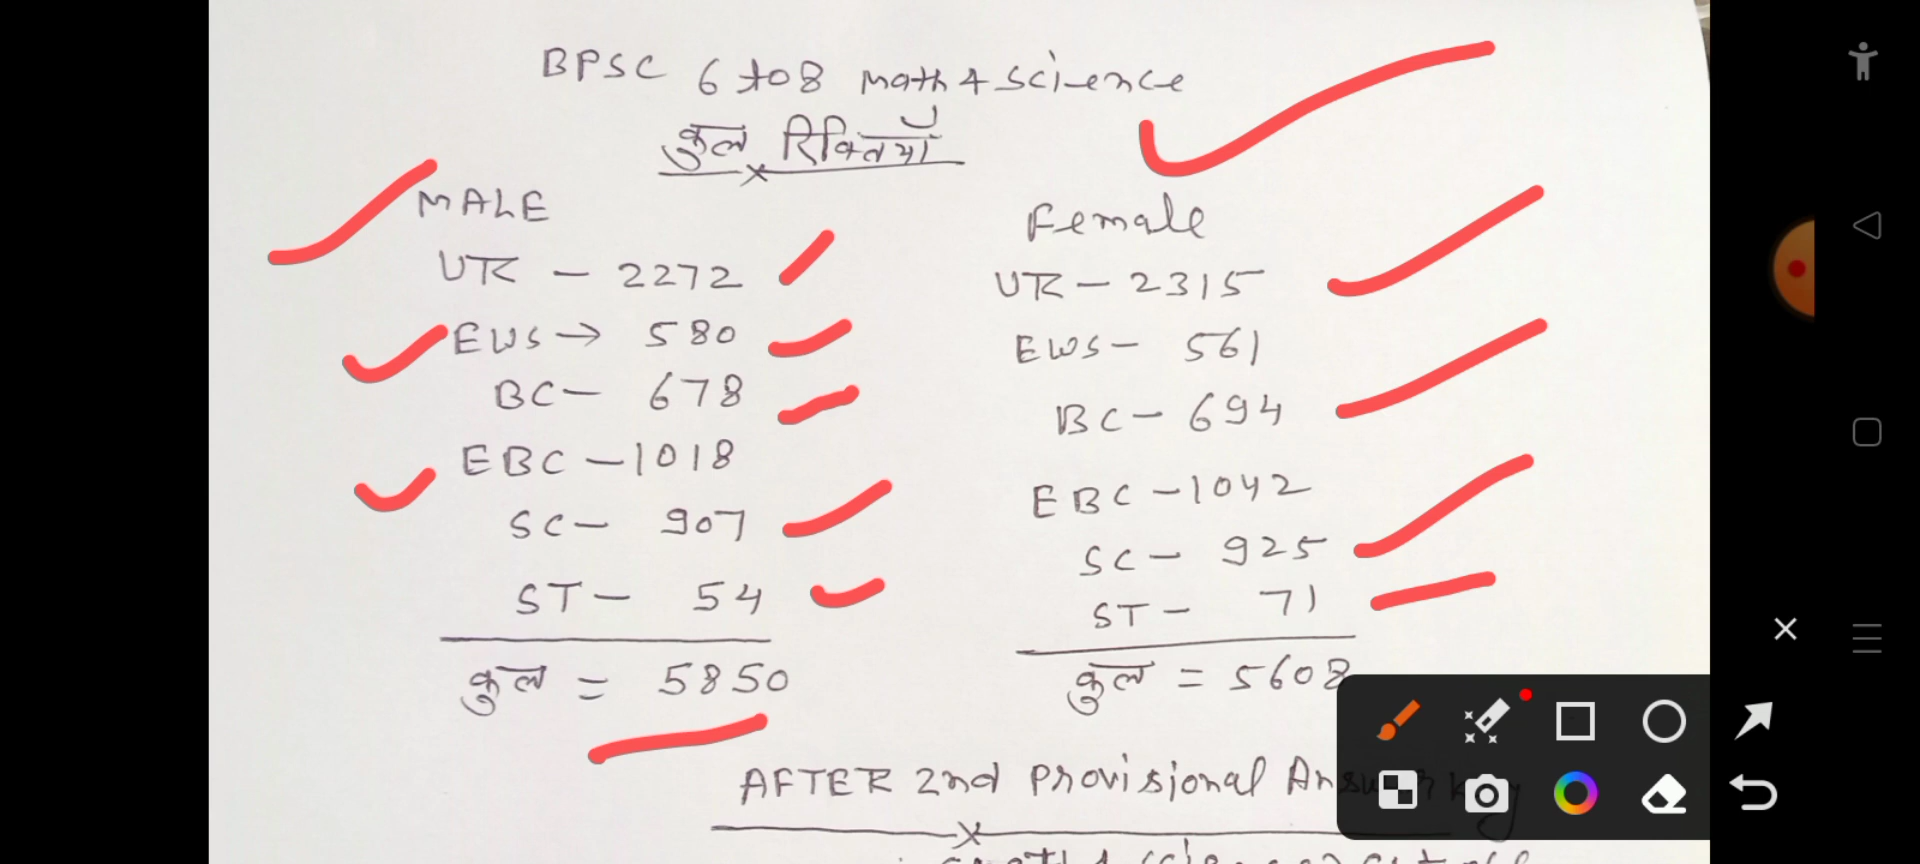 BPSC 6 to 8 math & science
कुल रिक्तियाँ
MALE
UR - 2272
EWS → 580
BC - 678
EBC - 1018
SC - 907
ST - 54
कुल = 5850
Female
UR - 2315
EWS - 561
BC - 694
EBC - 1042
SC - 925
ST - 71
कुल = 5608
AFTER 2nd Provisional